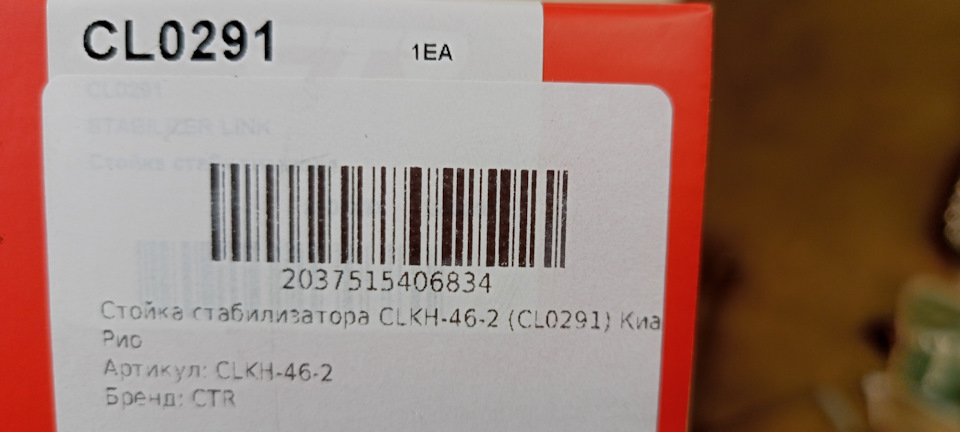 CL0291
1EA
CL0291
STABILIZER LINK
Стойка
2037515406834
Стойка стабилизатора CLKH-46-2 (CL0291) Киа
Рио
Артикул: CLKH-46-2
Бренд: CTR